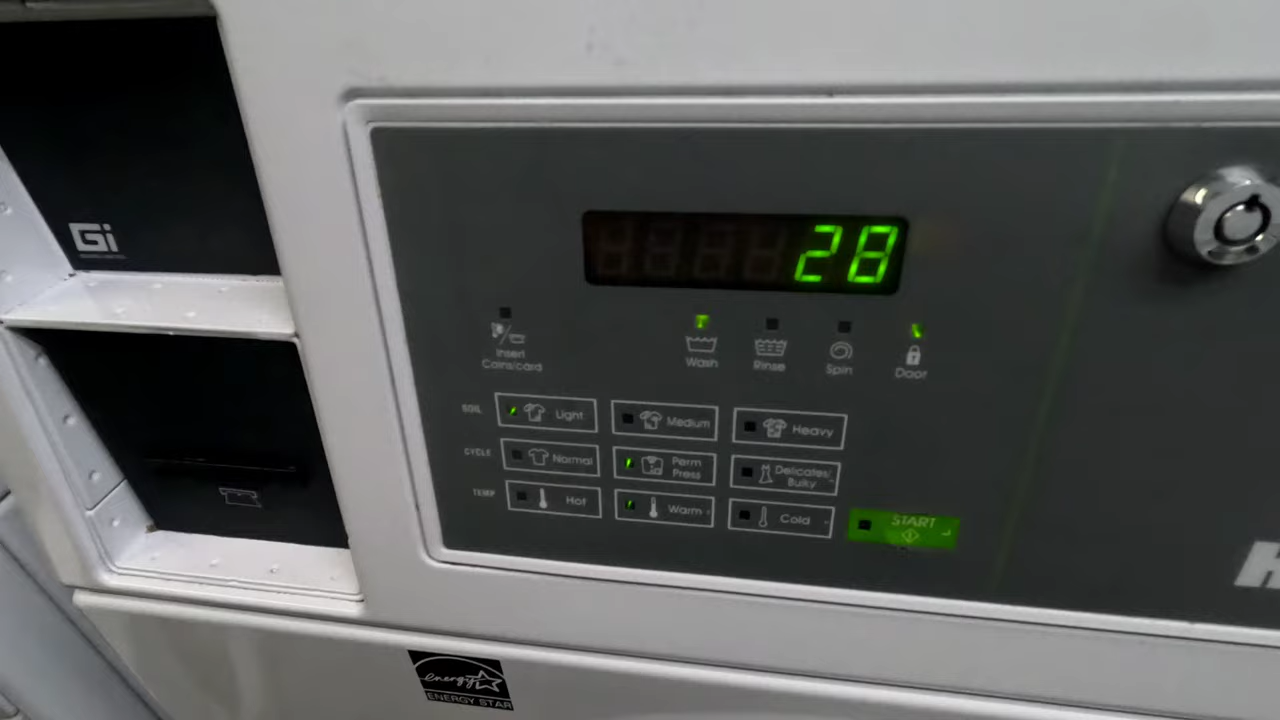 28
Gi
Insert
Coins/card
Wash
Rinse
Spin
Door
SOIL
Light
Medium
Heavy
CYCLE
Normal
Perm
Press
Delicates/
Bulky
TEMP
Hot
Warm
Cold
START
energy
ENERGY STAR